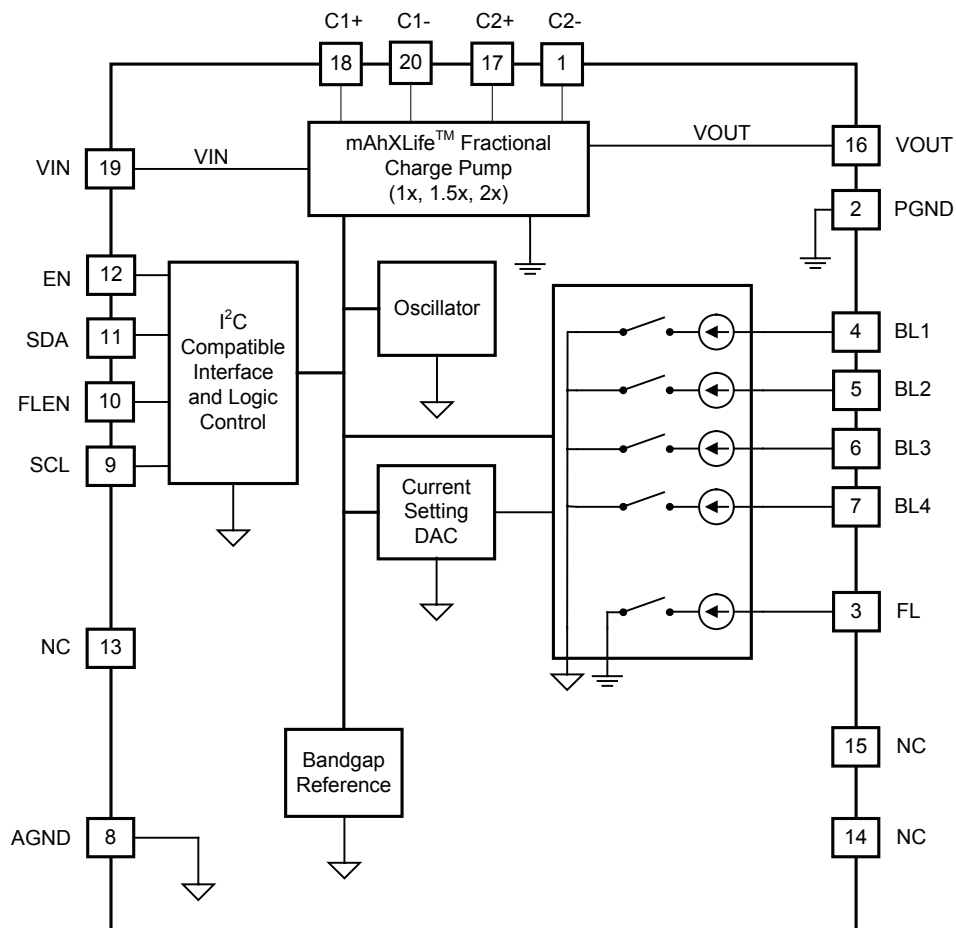 C1+ C1- C2+ C2-
18 20 17 1
mAhXLife™ Fractional
Charge Pump
(1x, 1.5x, 2x)
VIN 19 VIN
VOUT 16 VOUT
2 PGND
EN 12
SDA 11
FLEN 10
SCL 9
I²C
Compatible
Interface
and Logic
Control
Oscillator
4 BL1
5 BL2
6 BL3
7 BL4
Current
Setting
DAC
3 FL
NC 13
15 NC
Bandgap
Reference
AGND 8
14 NC